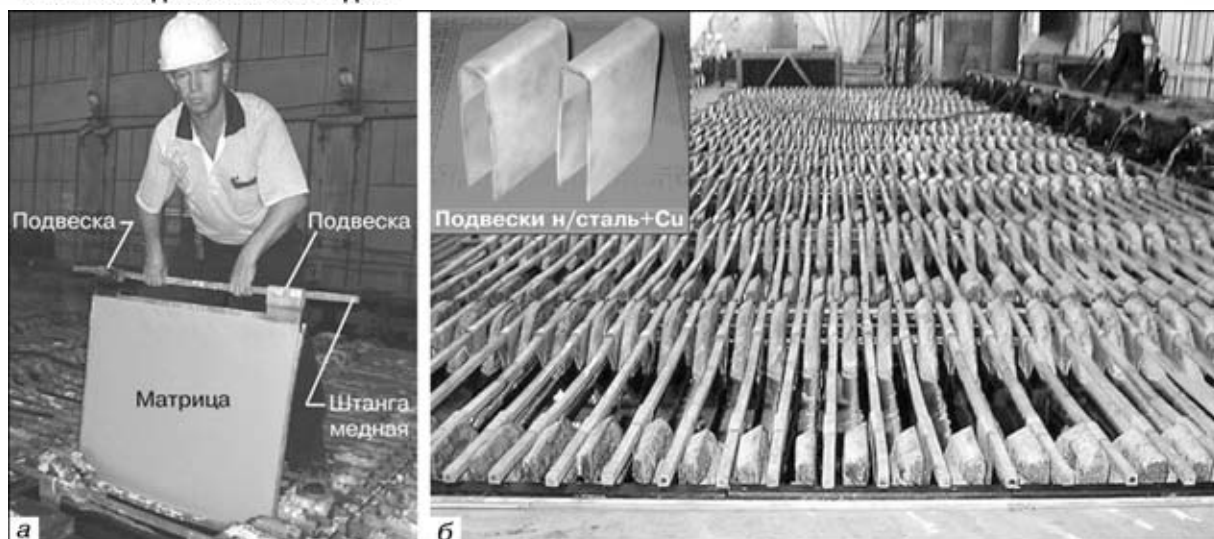 Подвеска
Подвеска
Матрица
Штанга
медная
а
Подвески н/сталь+Cu
б